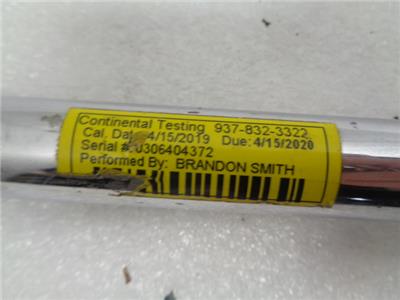 Continental Testing 937-832-3322
Cal. Date 4/15/2019 Due: 4/15/2020
Serial #: 0306404372
Performed By: BRANDON SMITH